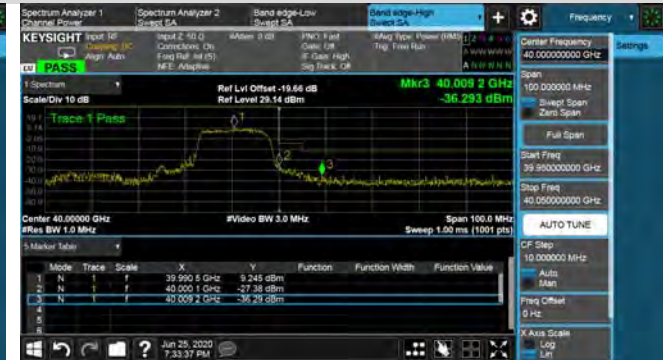 Spectrum Analyzer 1
Channel Power
Spectrum Analyzer 2
Swept SA
Band edge-Low
Swept SA
Band edge-High
Swept SA
Frequency
KEYSIGHT
Input: RF
Coupling: DC
Align: Auto
Input Z: 50 Ω
Corrections: On
Freq Ref: Int (S)
NFE: Adaptive
#Atten: 0 dB
PNO: Fast
Gate: Off
IF Gain: High
Sig Track: Off
#Avg Type: Power (RMS)
Trig: Free Run
LXI
PASS
1 Spectrum
Scale/Div 10 dB
Ref Lvl Offset -19.66 dB
Ref Level 29.14 dBm
Mkr3 40.009 2 GHz
-36.293 dBm
Trace 1 Pass
Center 40.00000 GHz
#Res BW 1.0 MHz
#Video BW 3.0 MHz
Span 100.0 MHz
Sweep 1.00 ms (1001 pts)
5 Marker Table
Mode Trace Scale X Y Function Function Width Function Value
1 N 1 f 39.990 5 GHz 9.245 dBm
2 N 1 f 40.000 1 GHz -27.38 dBm
3 N 1 f 40.009 2 GHz -36.29 dBm
4
5
6
Jun 25, 2020
7:33:37 PM
Center Frequency
40.000000000 GHz
Settings
Span
100.000000 MHz
Swept Span
Zero Span
Full Span
Start Freq
39.950000000 GHz
Stop Freq
40.050000000 GHz
AUTO TUNE
CF Step
10.000000 MHz
Auto
Man
Freq Offset
0 Hz
X Axis Scale
Log
Lin